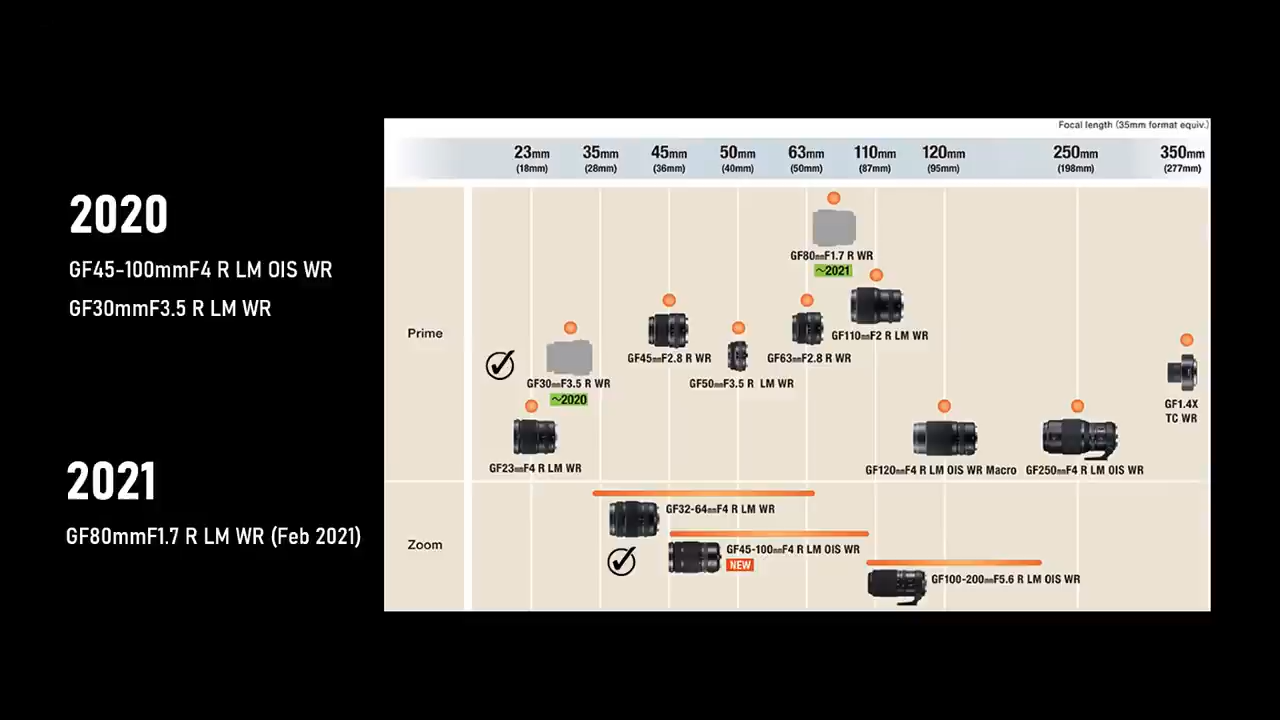 2020
GF45-100mmF4 R LM OIS WR
GF30mmF3.5 R LM WR
2021
GF80mmF1.7 R LM WR (Feb 2021)
Focal length (35mm format equiv.)
23mm 35mm 45mm 50mm 63mm 110mm 120mm 250mm 350mm
(18mm) (28mm) (36mm) (40mm) (50mm) (87mm) (95mm) (198mm) (277mm)
Prime
GF80mmF1.7 R WR
~2021
GF110mmF2 R LM WR
GF45mmF2.8 R WR
GF63mmF2.8 R WR
GF30mmF3.5 R WR
~2020
GF50mmF3.5 R LM WR
GF1.4X
TC WR
GF23mmF4 R LM WR
GF120mmF4 R LM OIS WR Macro
GF250mmF4 R LM OIS WR
Zoom
GF32-64mmF4 R LM WR
GF45-100mmF4 R LM OIS WR
NEW
GF100-200mmF5.6 R LM OIS WR